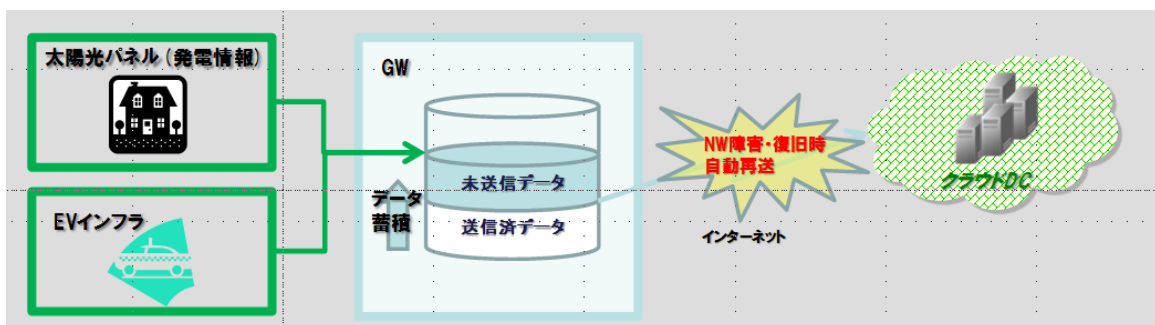 太陽光パネル(発電情報)
EVインフラ
GW
未送信データ
送信済データ
データ
蓄積
NW障害・復旧時
自動再送
インターネット
クラウドDC